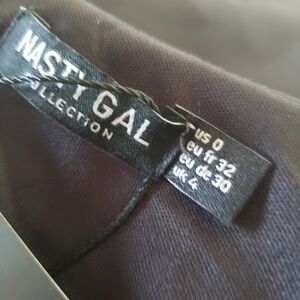 NASTY GAL
COLLECTION
US 0
eu fr 32
eu de 30
uk 4